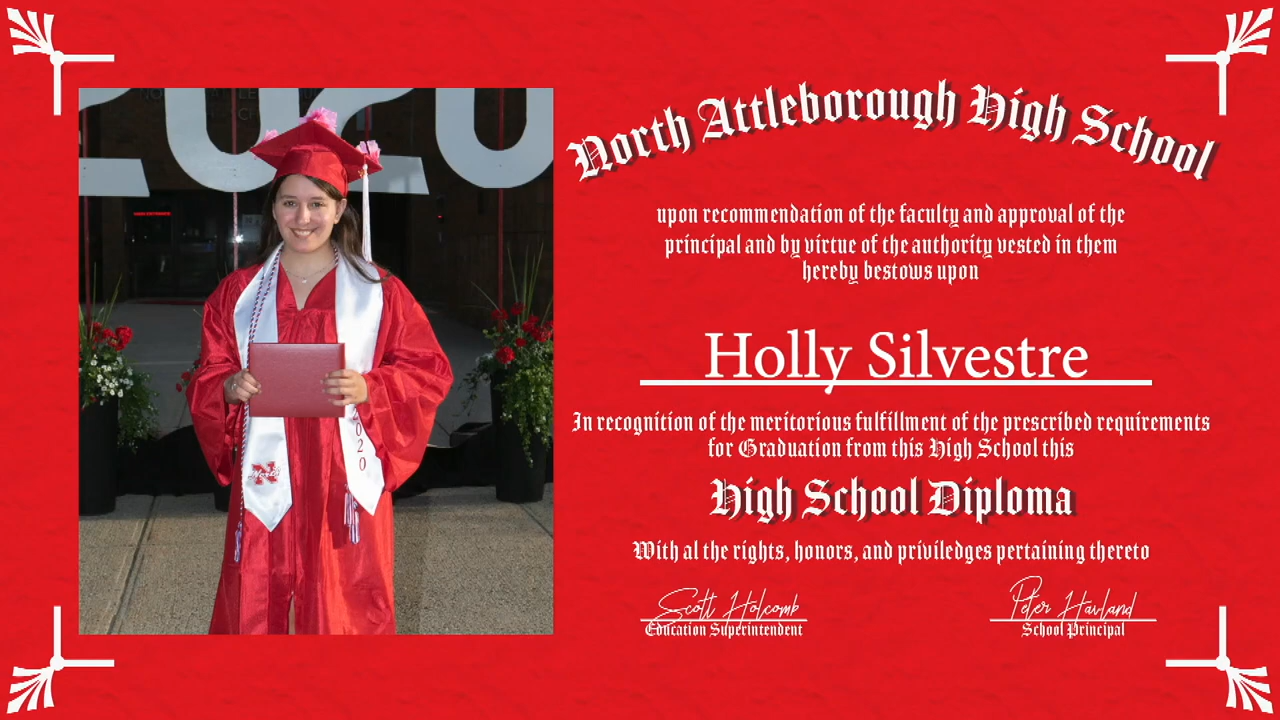 2020
North Attleborough High School
upon recommendation of the faculty and approval of the
principal and by virtue of the authority vested in them
hereby bestows upon
Holly Silvestre
In recognition of the meritorious fulfillment of the prescribed requirements
for Graduation from this High School this
High School Diploma
With al the rights, honors, and priviledges pertaining thereto
Scott Holcomb
Education Superintendent
Peter Havland
School Principal
N
2020